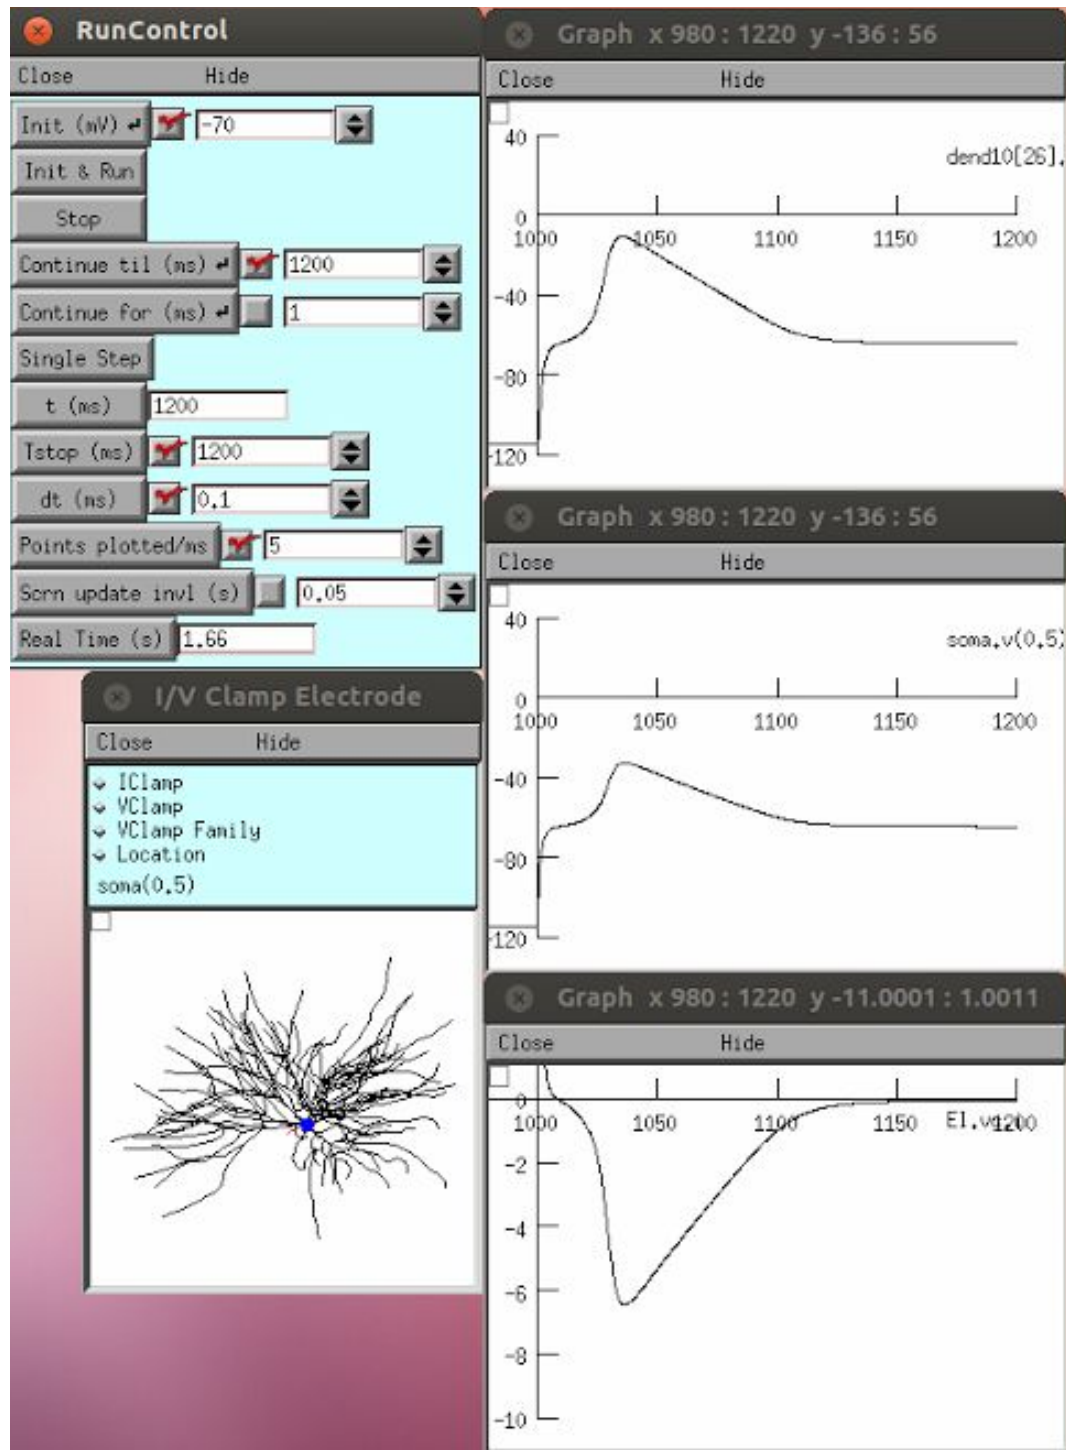 RunControl
Close Hide
Init (mV) -70
Init & Run
Stop
Continue til (ms) 1200
Continue for (ms) 1
Single Step
t (ms) 1200
Tstop (ms) 1200
dt (ms) 0.1
Points plotted/ms 5
Scrn update invl (s) 0.05
Real Time (s) 1.66
I/V Clamp Electrode
Close Hide
IClamp
VClamp
VClamp Family
Location
soma(0.5)
Graph x 980 : 1220 y -136 : 56
Close Hide
40
dend10[26].
0
1000 1050 1100 1150 1200
-40
-80
-120
Graph x 980 : 1220 y -136 : 56
Close Hide
40
soma.v(0.5)
0
1000 1050 1100 1150 1200
-40
-80
-120
Graph x 980 : 1220 y -11.0001 : 1.0011
Close Hide
0
1000 1050 1100 1150 1200
-2
-4
-6
-8
-10